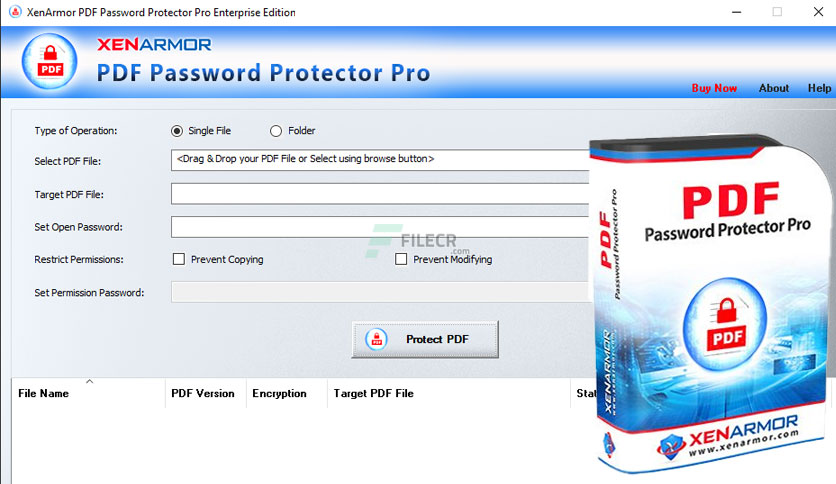 XenArmor PDF Password Protector Pro Enterprise Edition
XENARMOR
PDF
PDF Password Protector Pro
Buy Now About Help
Type of Operation: Single File Folder
Select PDF File: <Drag & Drop your PDF File or Select using browse button>
Target PDF File:
Set Open Password:
FILECR
.com
Restrict Permissions: Prevent Copying Prevent Modifying
Set Permission Password:
PDF
Protect PDF
File Name PDF Version Encryption Target PDF File
PDF
Password Protector Pro
PDF
Password Protector Pro
PDF
XENARMOR
XENARMOR
www.xenarmor.com